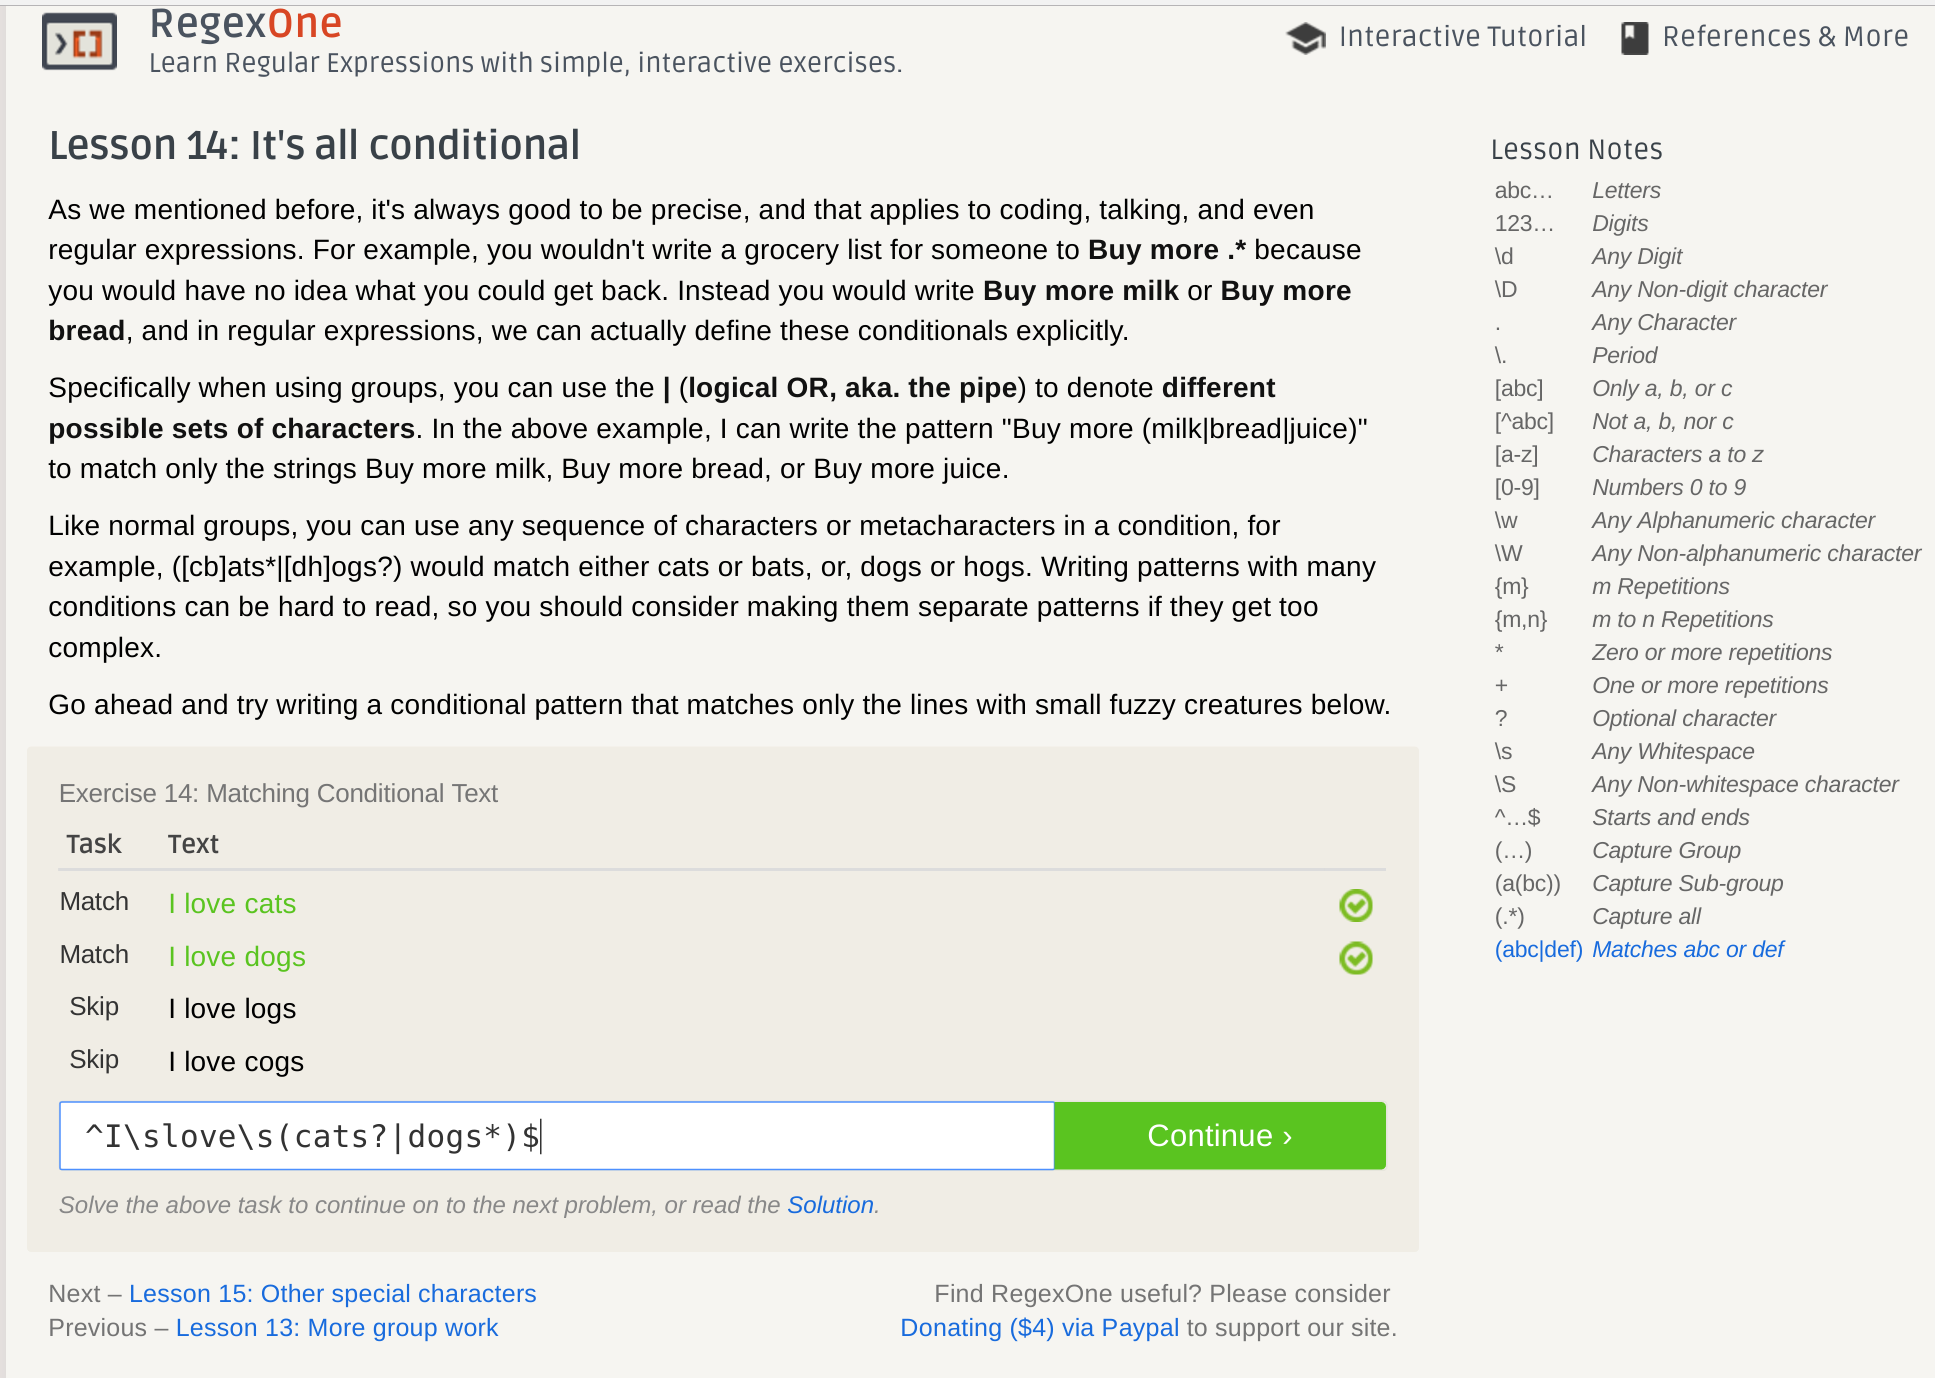 RegexOne
Learn Regular Expressions with simple, interactive exercises.
Interactive Tutorial
References & More
Lesson 14: It's all conditional
As we mentioned before, it's always good to be precise, and that applies to coding, talking, and even
regular expressions. For example, you wouldn't write a grocery list for someone to Buy more .* because
you would have no idea what you could get back. Instead you would write Buy more milk or Buy more
bread, and in regular expressions, we can actually define these conditionals explicitly.
Specifically when using groups, you can use the | (logical OR, aka. the pipe) to denote different
possible sets of characters. In the above example, I can write the pattern "Buy more (milk|bread|juice)"
to match only the strings Buy more milk, Buy more bread, or Buy more juice.
Like normal groups, you can use any sequence of characters or metacharacters in a condition, for
example, ([cb]ats*|[dh]ogs?) would match either cats or bats, or, dogs or hogs. Writing patterns with many
conditions can be hard to read, so you should consider making them separate patterns if they get too
complex.
Go ahead and try writing a conditional pattern that matches only the lines with small fuzzy creatures below.
Exercise 14: Matching Conditional Text
Task Text
Match I love cats
Match I love dogs
Skip I love logs
Skip I love cogs
^I\slove\s(cats?|dogs*)$
Continue ›
Solve the above task to continue on to the next problem, or read the Solution.
Next – Lesson 15: Other special characters
Previous – Lesson 13: More group work
Find RegexOne useful? Please consider
Donating ($4) via Paypal to support our site.
Lesson Notes
abc… Letters
123… Digits
\d Any Digit
\D Any Non-digit character
. Any Character
\. Period
[abc] Only a, b, or c
[^abc] Not a, b, nor c
[a-z] Characters a to z
[0-9] Numbers 0 to 9
\w Any Alphanumeric character
\W Any Non-alphanumeric character
{m} m Repetitions
{m,n} m to n Repetitions
* Zero or more repetitions
+ One or more repetitions
? Optional character
\s Any Whitespace
\S Any Non-whitespace character
^…$ Starts and ends
(…) Capture Group
(a(bc)) Capture Sub-group
(.*) Capture all
(abc|def) Matches abc or def